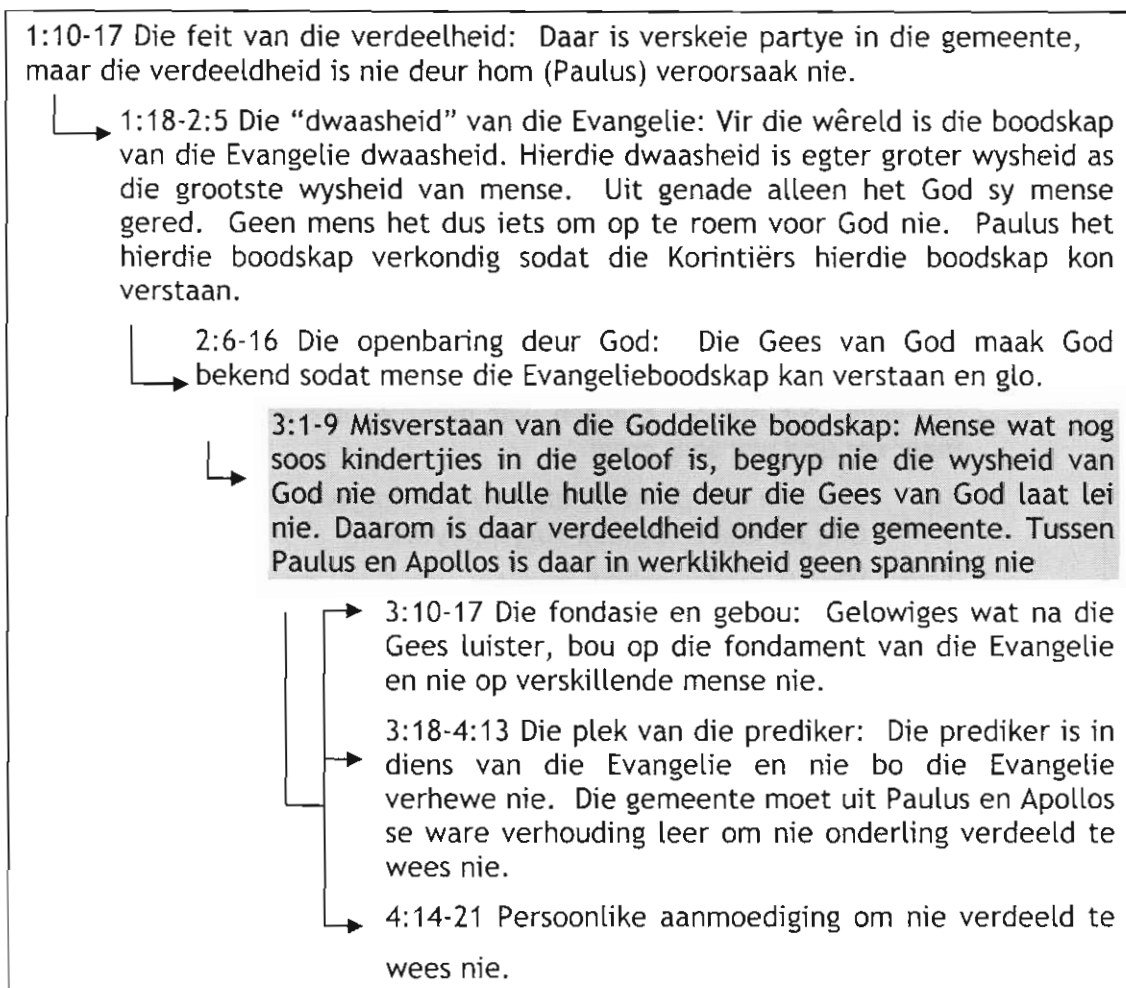 1:10-17 Die feit van die verdeelheid: Daar is verskeie partye in die gemeente,
maar die verdeeldheid is nie deur hom (Paulus) veroorsaak nie.
1:18-2:5 Die “dwaasheid” van die Evangelie: Vir die wêreld is die boodskap
van die Evangelie dwaasheid. Hierdie dwaasheid is egter groter wysheid as
die grootste wysheid van mense. Uit genade alleen het God sy mense
gered. Geen mens het dus iets om op te roem voor God nie. Paulus het
hierdie boodskap verkondig sodat die Korintiërs hierdie boodskap kon
verstaan.
2:6-16 Die openbaring deur God: Die Gees van God maak God
bekend sodat mense die Evangelieboodskap kan verstaan en glo.
3:1-9 Misverstaan van die Goddelike boodskap: Mense wat nog
soos kindertjies in die geloof is, begryp nie die wysheid van
God nie omdat hulle hulle nie deur die Gees van God laat lei
nie. Daarom is daar verdeeldheid onder die gemeente. Tussen
Paulus en Apollos is daar in werklikheid geen spanning nie
3:10-17 Die fondasie en gebou: Gelowiges wat na die
Gees luister, bou op die fondament van die Evangelie
en nie op verskillende mense nie.
3:18-4:13 Die plek van die prediker: Die prediker is in
diens van die Evangelie en nie bo die Evangelie
verhewe nie. Die gemeente moet uit Paulus en Apollos
se ware verhouding leer om nie onderling verdeeld te
wees nie.
4:14-21 Persoonlike aanmoediging om nie verdeeld te
wees nie.